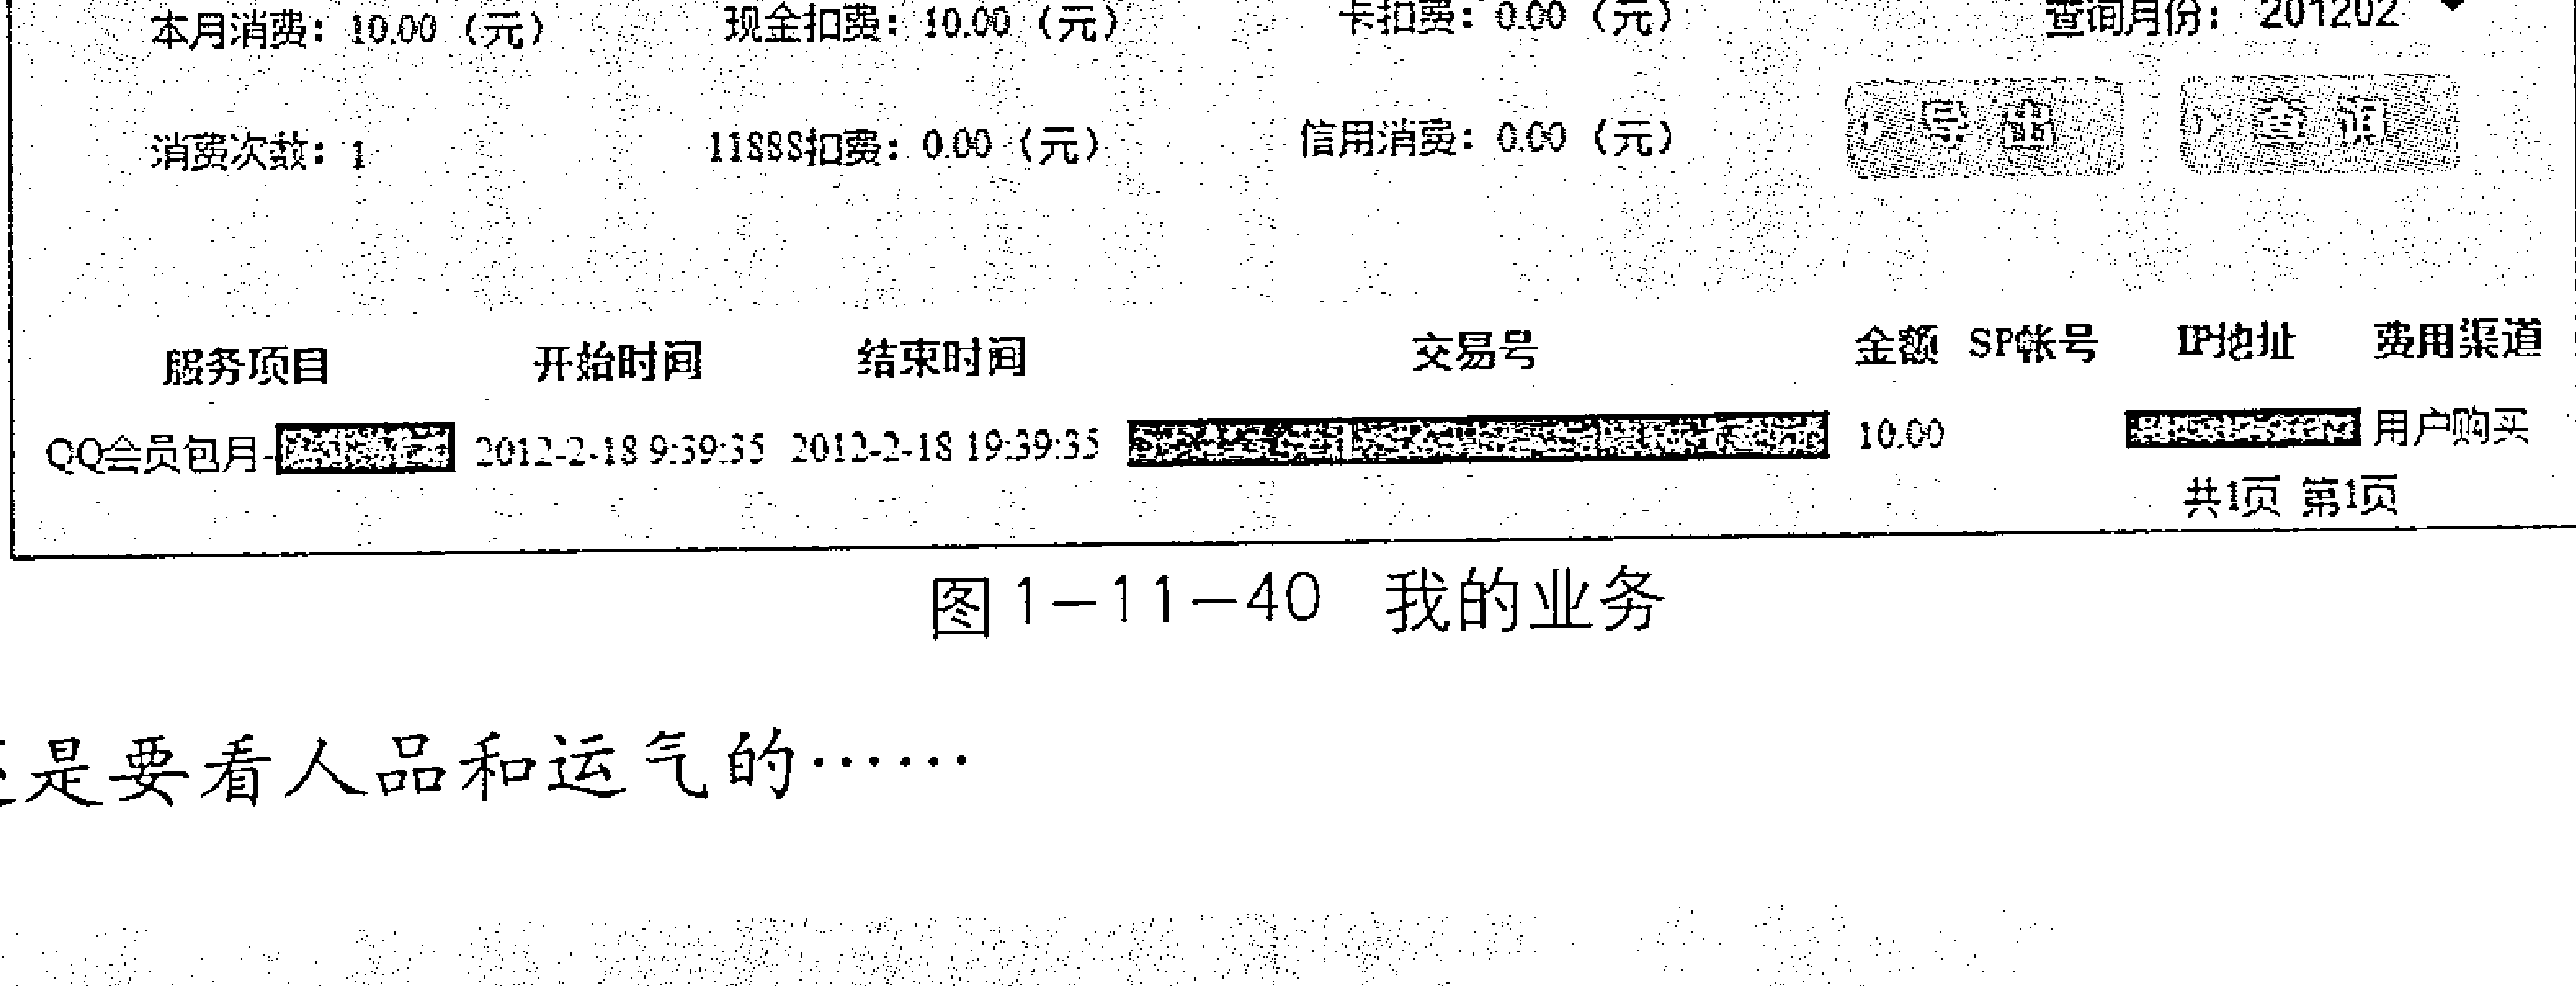 本月消费：10.00（元） 现金扣费：10.00（元） 卡扣费：0.00（元） 查询月份：201202
消费次数：1 11888扣费：0.00（元） 信用消费：0.00（元） 导出 查询
服务项目 开始时间 结束时间 交易号 金额 SP帐号 IP地址 费用渠道
QQ会员包月- 2012-2-18 9:39:35 2012-2-18 19:39:35 10.00 用户购买
共1页 第1页
图1-11-40 我的业务
是要看人品和运气的……